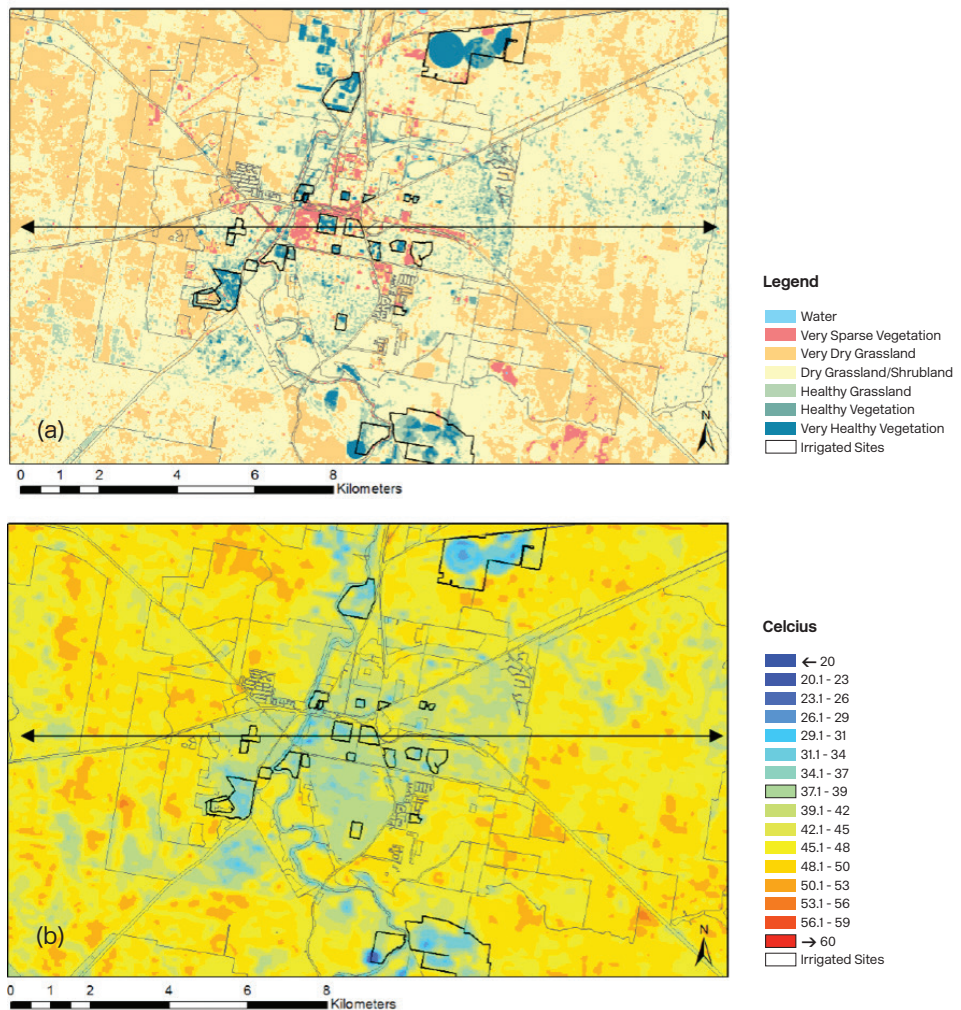 (a)
N
0 1 2 4 6 8
Kilometers
Legend
Water
Very Sparse Vegetation
Very Dry Grassland
Dry Grassland/Shrubland
Healthy Grassland
Healthy Vegetation
Very Healthy Vegetation
Irrigated Sites
(b)
N
0 1 2 4 6 8
Kilometers
Celcius
← 20
20.1 - 23
23.1 - 26
26.1 - 29
29.1 - 31
31.1 - 34
34.1 - 37
37.1 - 39
39.1 - 42
42.1 - 45
45.1 - 48
48.1 - 50
50.1 - 53
53.1 - 56
56.1 - 59
→ 60
Irrigated Sites